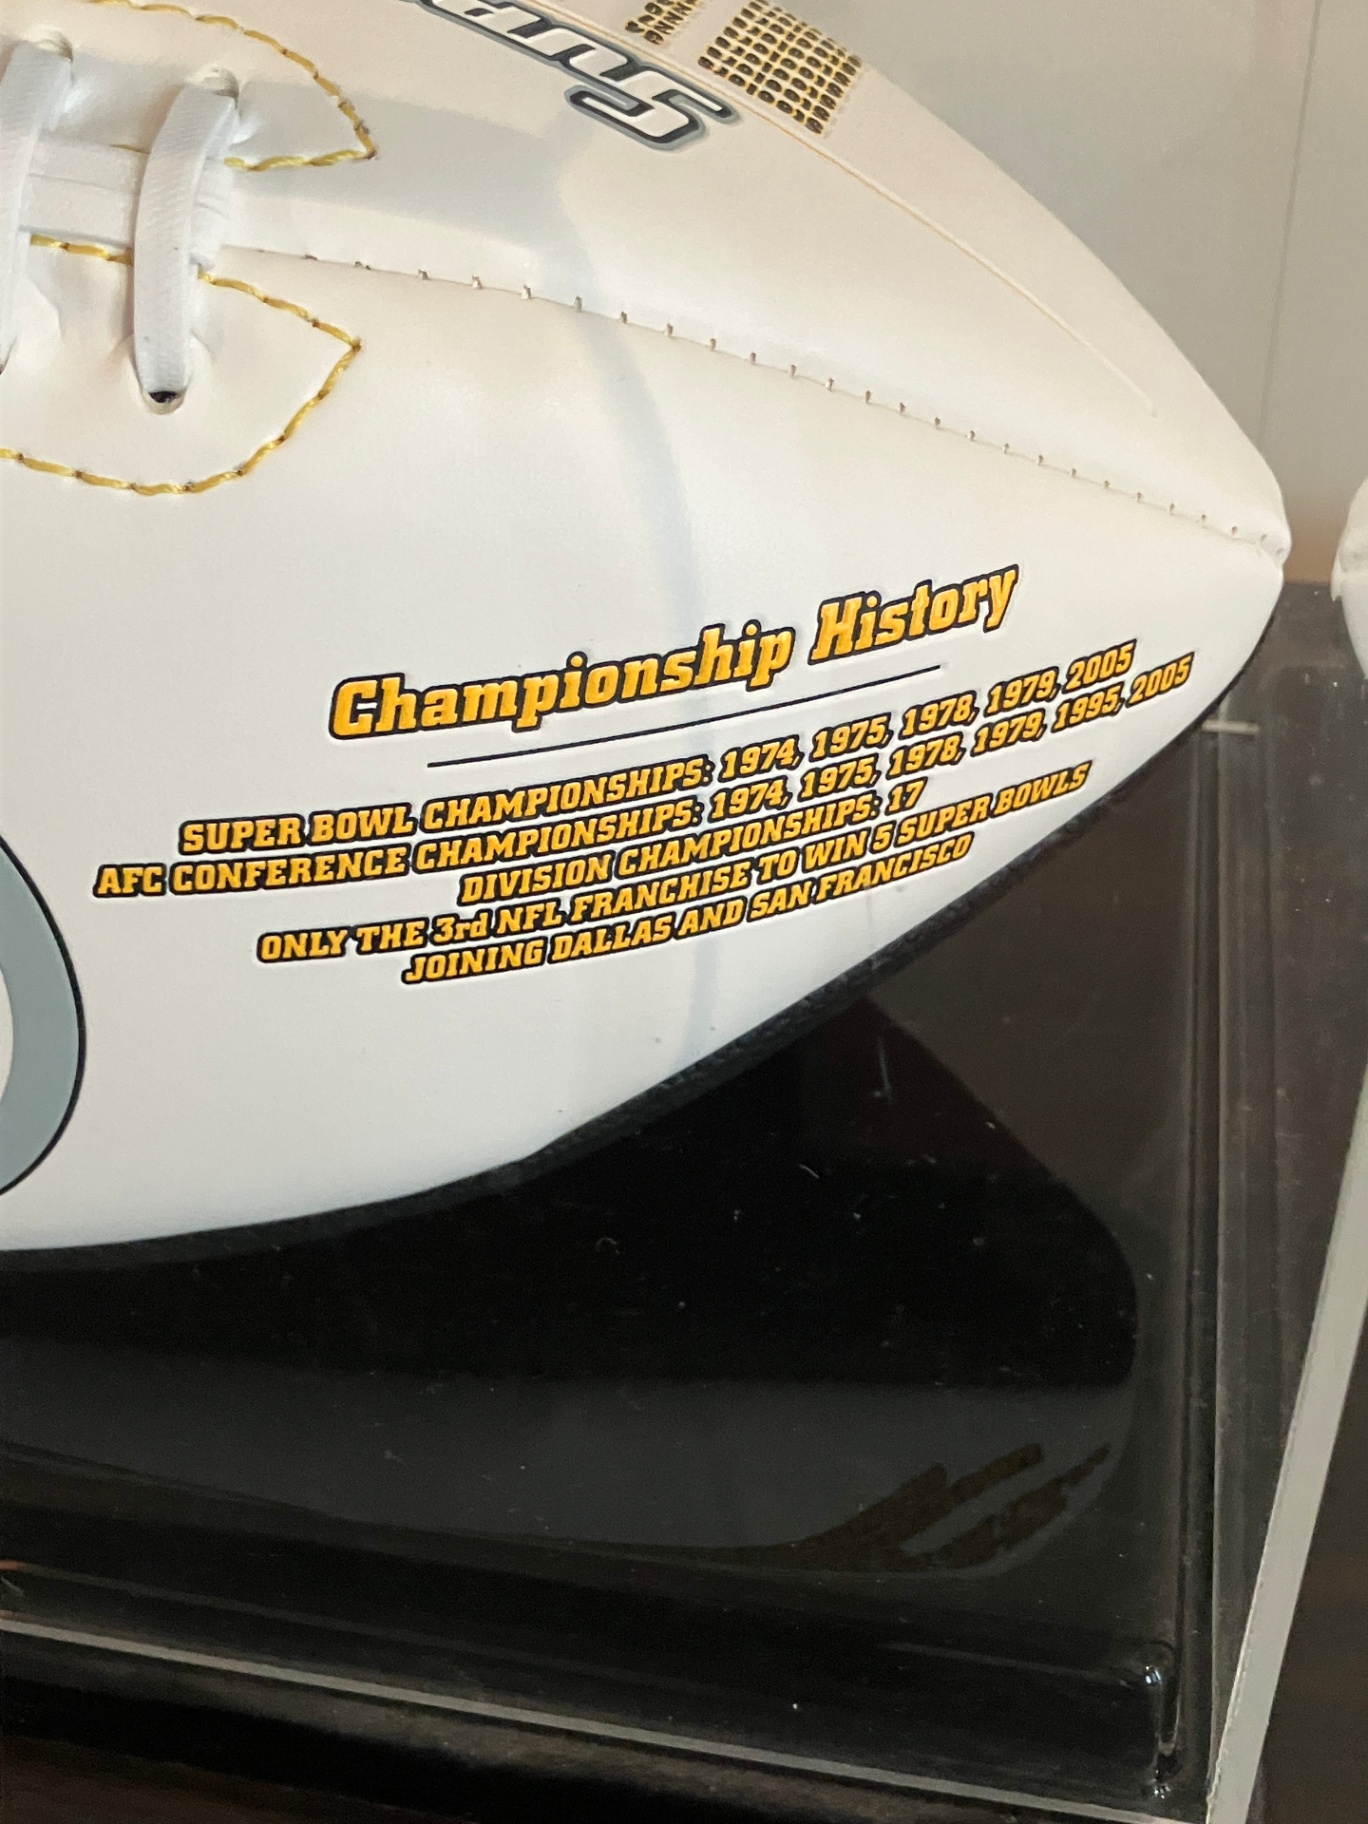 Championship History
SUPER BOWL CHAMPIONSHIPS: 1974, 1975, 1978, 1979, 2005
AFC CONFERENCE CHAMPIONSHIPS: 1974, 1975, 1978, 1979, 1995, 2005
DIVISION CHAMPIONSHIPS: 17
ONLY THE 3rd NFL FRANCHISE TO WIN 5 SUPER BOWLS
JOINING DALLAS AND SAN FRANCISCO